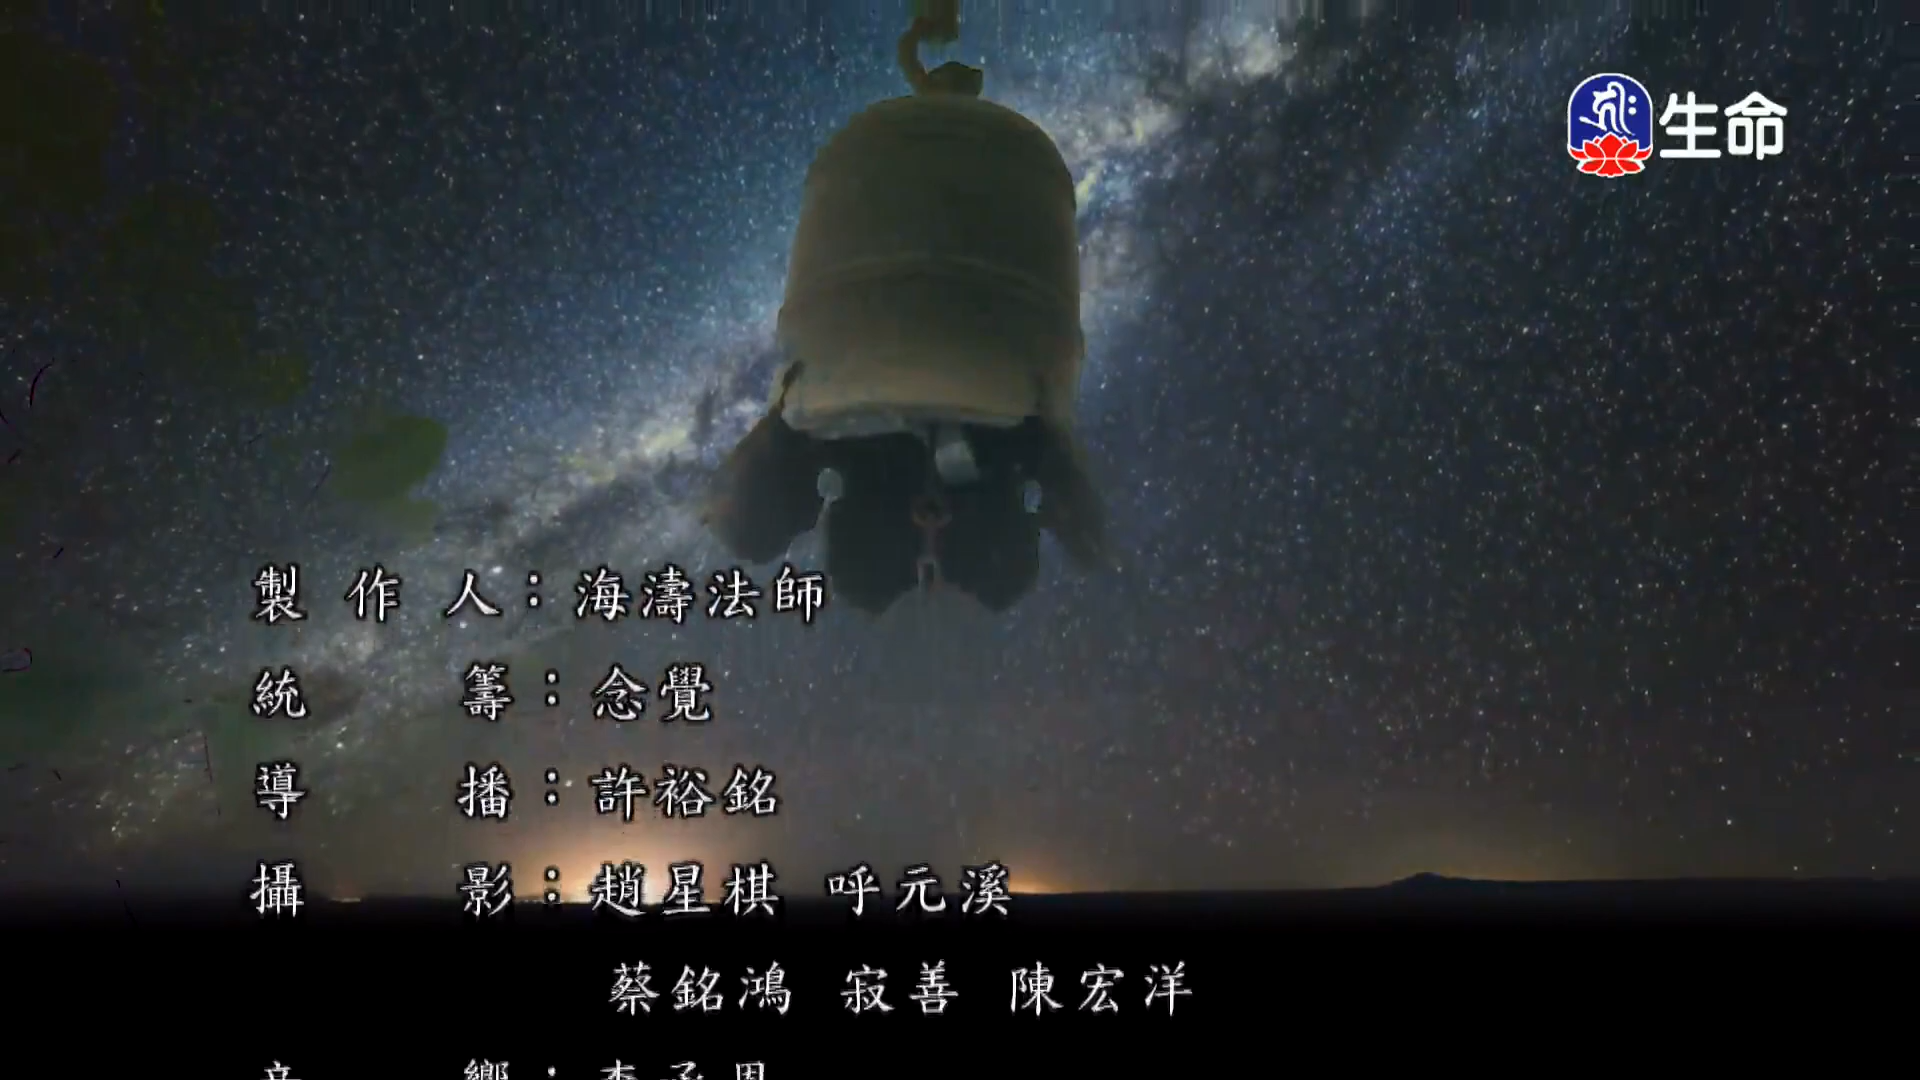 生命
製作人：海濤法師
統籌：念覺
導播：許裕銘
攝影：趙星棋 呼元溪
蔡銘鴻 寂善 陳宏洋